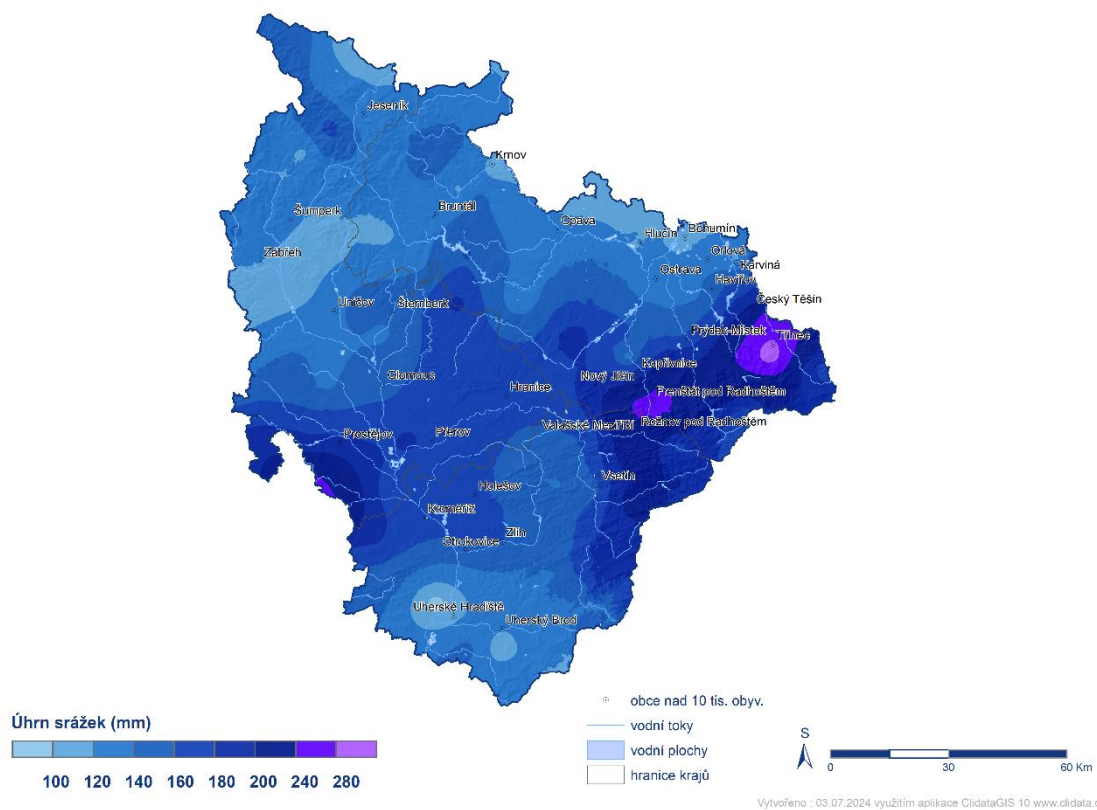 Jeseník
Krnov
Bruntál
Šumperk
Opava
Hlučín
Bohumín
Zábřeh
Orlová
Ostrava
Karviná
Havířov
Uničov
Šternberk
Český Těšín
Frýdek-Místek
Třinec
Kopřivnice
Olomouc
Nový Jičín
Hranice
Frenštát pod Radhoštěm
Valašské Meziříčí
Rožnov pod Radhoštěm
Prostějov
Přerov
Vsetín
Holešov
Kroměříž
Zlín
Otrokovice
Uherské Hradiště
Uherský Brod
Úhrn srážek (mm)
100 120 140 160 180 200 240 280
obce nad 10 tis. obyv.
vodní toky
vodní plochy
hranice krajů
S
0 30 60 Km
Vytvořeno : 03.07.2024 využitím aplikace ClidataGIS 10 www.clidata.c